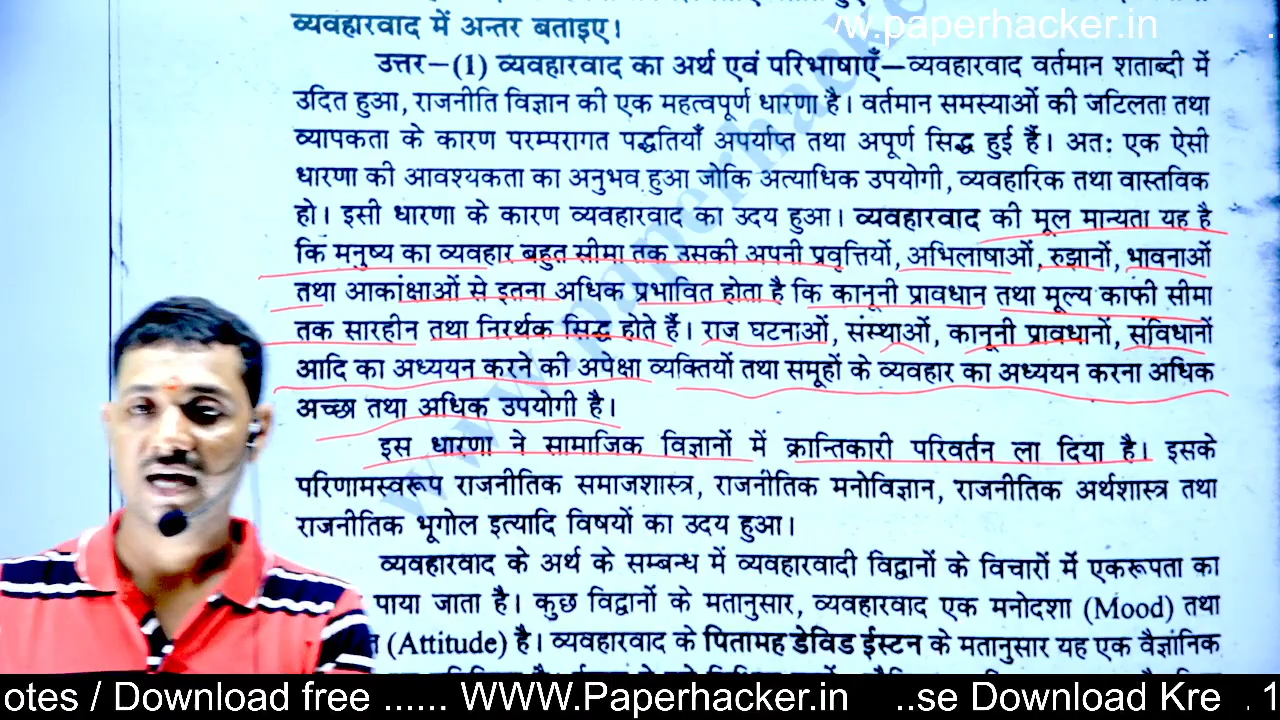 व्यवहारवाद में अन्तर बताइए।
w.paperhacker.in
उत्तर–(1) व्यवहारवाद का अर्थ एवं परिभाषाएँ–व्यवहारवाद वर्तमान शताब्दी में
उदित हुआ, राजनीति विज्ञान की एक महत्वपूर्ण धारणा है। वर्तमान समस्याओं की जटिलता तथा
व्यापकता के कारण परम्परागत पद्धतियाँ अपर्याप्त तथा अपूर्ण सिद्ध हुई हैं। अतः एक ऐसी
धारणा की आवश्यकता का अनुभव हुआ जोकि अत्याधिक उपयोगी, व्यवहारिक तथा वास्तविक
हो। इसी धारणा के कारण व्यवहारवाद का उदय हुआ। व्यवहारवाद की मूल मान्यता यह है
कि मनुष्य का व्यवहार बहुत सीमा तक उसकी अपनी प्रवृत्तियों, अभिलाषाओं, रुझानों, भावनाओं
तथा आकांक्षाओं से इतना अधिक प्रभावित होता है कि कानूनी प्रावधान तथा मूल्य काफी सीमा
तक सारहीन तथा निरर्थक सिद्ध होते हैं। राज घटनाओं, संस्थाओं, कानूनी प्रावधानों, संविधानों
आदि का अध्ययन करने की अपेक्षा व्यक्तियों तथा समूहों के व्यवहार का अध्ययन करना अधिक
अच्छा तथा अधिक उपयोगी है।
इस धारणा ने सामाजिक विज्ञानों में क्रान्तिकारी परिवर्तन ला दिया है। इसके
परिणामस्वरूप राजनीतिक समाजशास्त्र, राजनीतिक मनोविज्ञान, राजनीतिक अर्थशास्त्र तथा
राजनीतिक भूगोल इत्यादि विषयों का उदय हुआ।
व्यवहारवाद के अर्थ के सम्बन्ध में व्यवहारवादी विद्वानों के विचारों में एकरूपता का
पाया जाता है। कुछ विद्वानों के मतानुसार, व्यवहारवाद एक मनोदशा (Mood) तथा
(Attitude) है। व्यवहारवाद के पितामह डेविड ईस्टन के मतानुसार यह एक वैज्ञानिक
otes / Download free ...... WWW.Paperhacker.in ..se Download Kre . 1